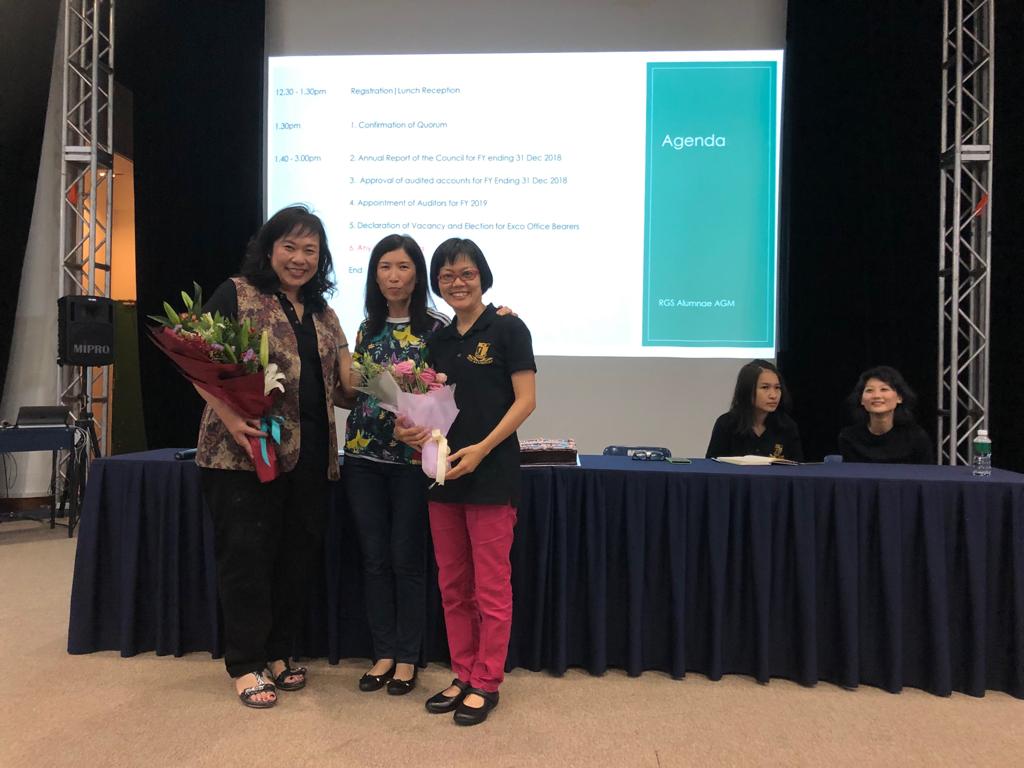 12.30 - 1.30pm Registration|Lunch Reception
1.30pm 1. Confirmation of Quorum
1.40 - 3.00pm 2. Annual Report of the Council for FY ending 31 Dec 2018
3. Approval of audited accounts for FY Ending 31 Dec 2018
4. Appointment of Auditors for FY 2019
5. Declaration of Vacancy and Election for Exco Office Bearers
6. Any
End
Agenda
RGS Alumnae AGM
MIPRO